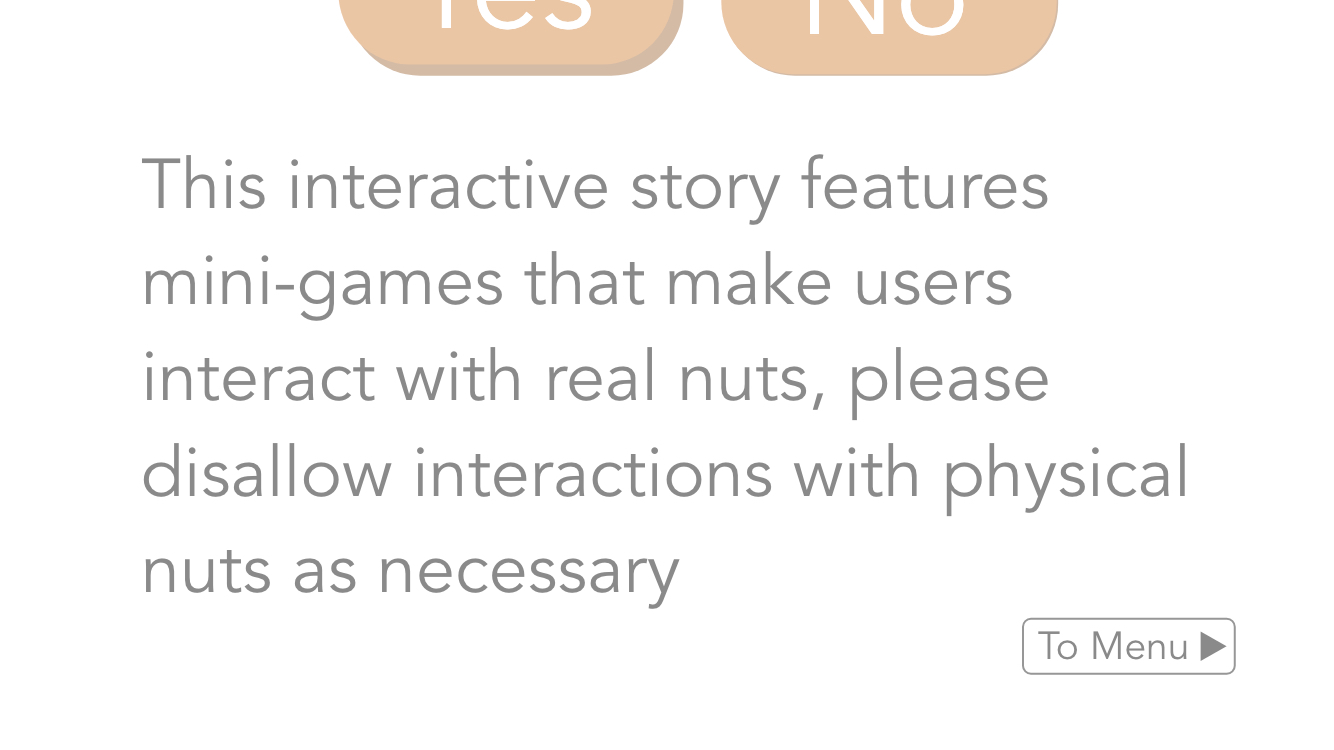 Yes No
This interactive story features
mini-games that make users
interact with real nuts, please
disallow interactions with physical
nuts as necessary
To Menu